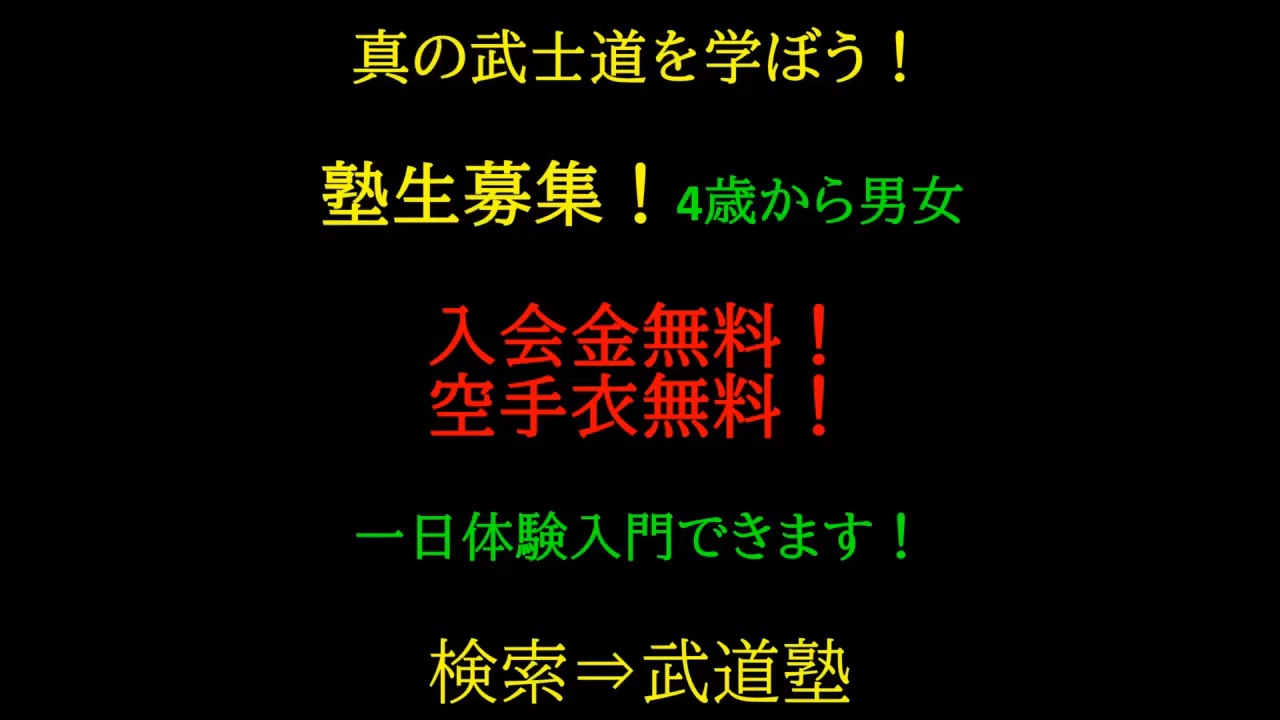 真の武士道を学ぼう！
塾生募集！4歳から男女
入会金無料！
空手衣無料！
一日体験入門できます！
検索⇒武道塾